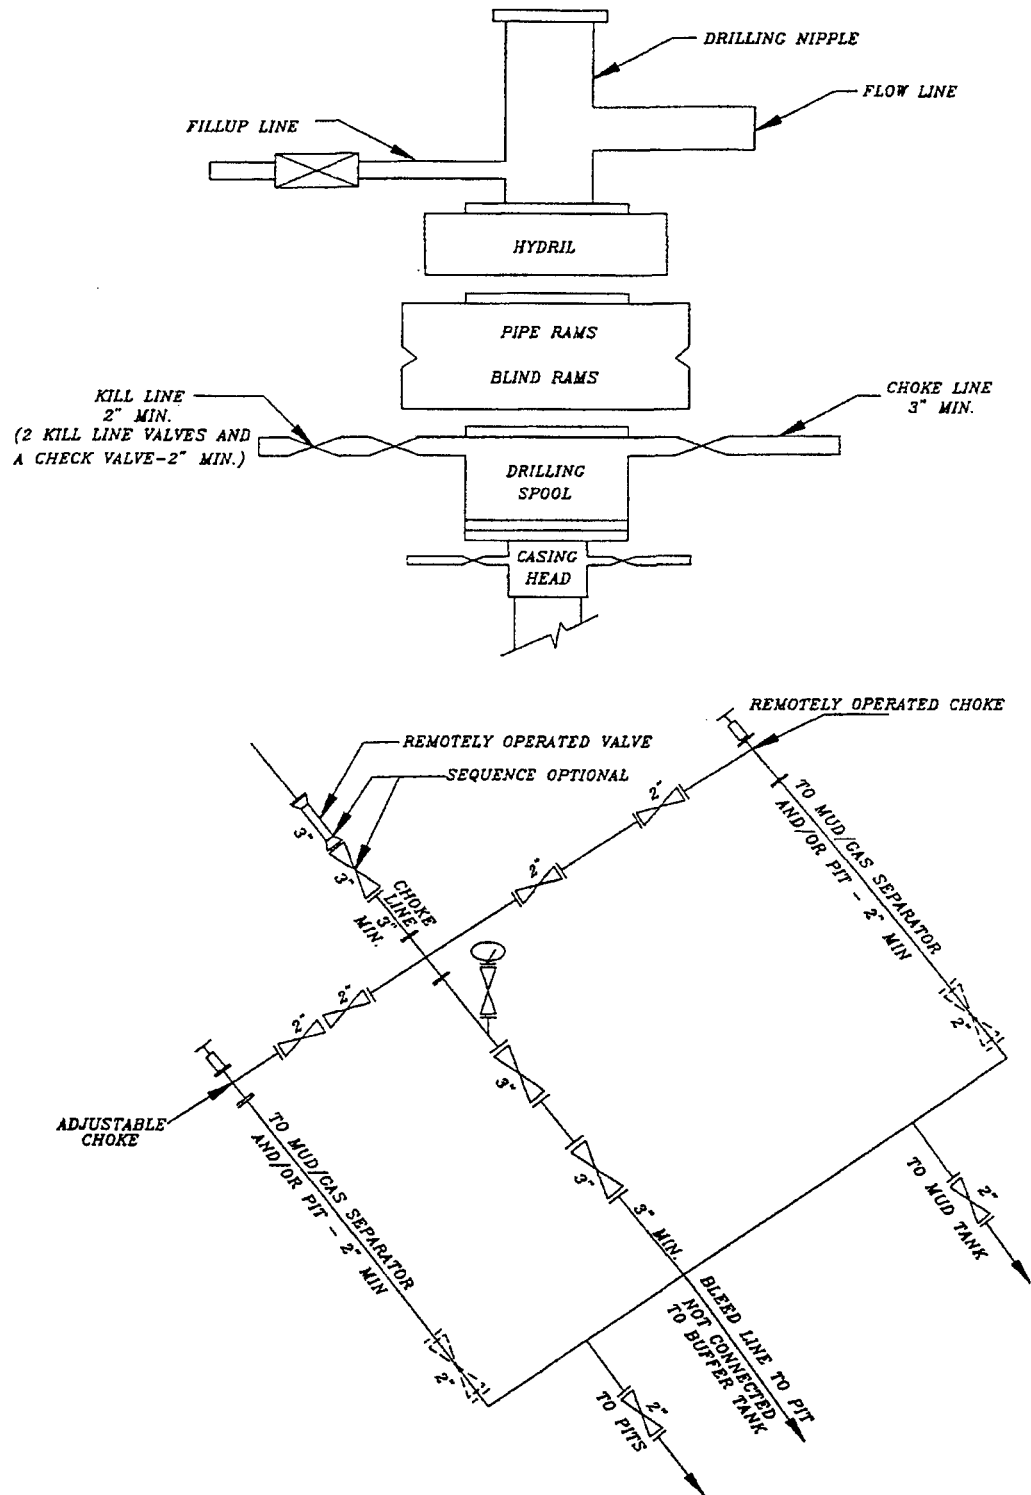 DRILLING NIPPLE
FLOW LINE
FILLUP LINE
HYDRIL
PIPE RAMS
BLIND RAMS
KILL LINE
2" MIN.
(2 KILL LINE VALVES AND
A CHECK VALVE-2" MIN.)
CHOKE LINE
3" MIN.
DRILLING
SPOOL
CASING
HEAD
REMOTELY OPERATED CHOKE
REMOTELY OPERATED VALVE
SEQUENCE OPTIONAL
3"
3"
CHOKE
LINE
3"
MIN.
2"
2"
TO MUD/GAS SEPARATOR
AND/OR PIT - 2" MIN
2"
2"
2"
3"
2"
ADJUSTABLE
CHOKE
TO MUD/GAS SEPARATOR
AND/OR PIT - 2" MIN
3"
3" MIN.
2"
TO MUD TANK
BLEED LINE TO PIT
NOT CONNECTED
TO BUFFER TANK
2"
2"
TO PITS